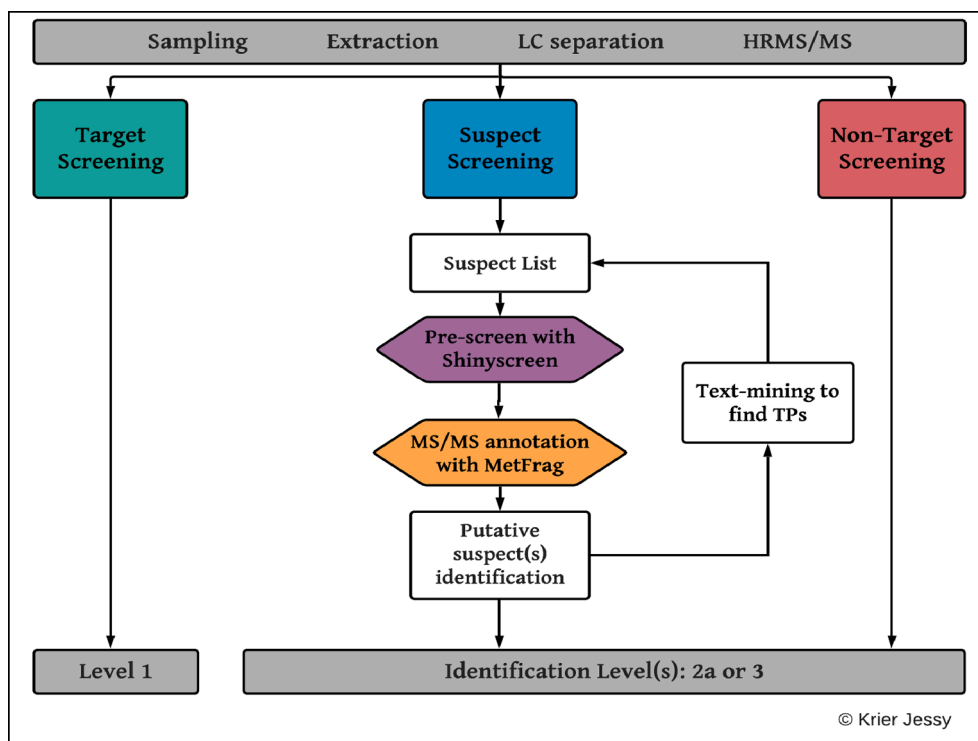 Sampling Extraction LC separation HRMS/MS
Target
Screening
Suspect
Screening
Non-Target
Screening
Suspect List
Pre-screen with
Shinyscreen
Text-mining to
find TPs
MS/MS annotation
with MetFrag
Putative
suspect(s)
identification
Level 1
Identification Level(s): 2a or 3
© Krier Jessy